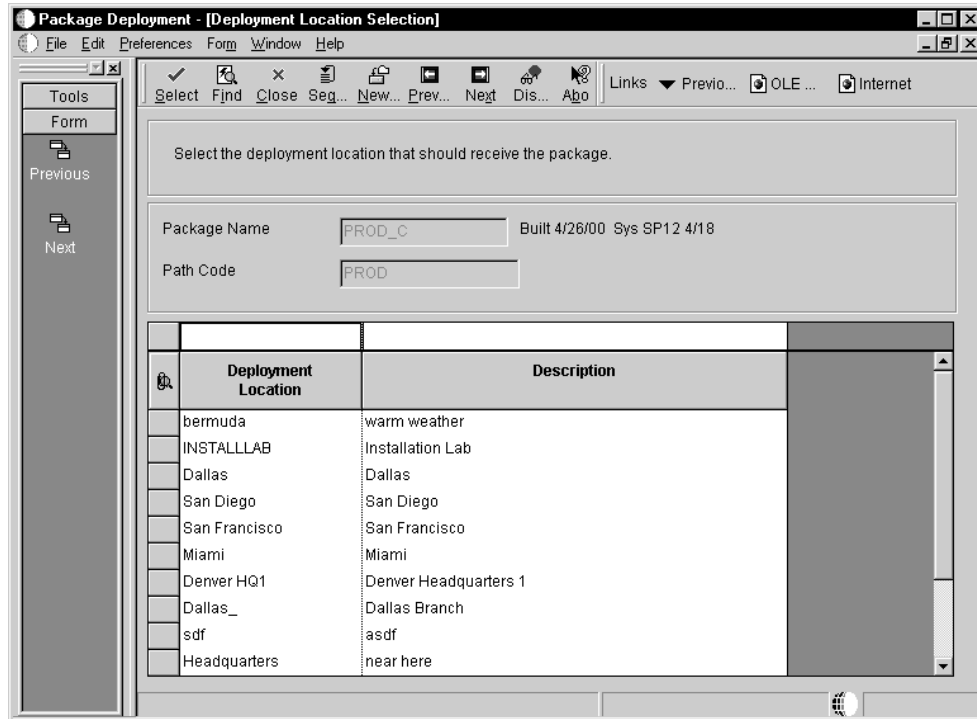 Package Deployment - [Deployment Location Selection]
File Edit Preferences Form Window Help
Tools
Form
Previous
Next
Select Find Close Seq... New... Prev... Next Dis... Abo Links Previo... OLE ... Internet
Select the deployment location that should receive the package.
Package Name PROD_C Built 4/26/00 Sys SP12 4/18
Path Code PROD
Deployment Location Description
bermuda warm weather
INSTALLLAB Installation Lab
Dallas Dallas
San Diego San Diego
San Francisco San Francisco
Miami Miami
Denver HQ1 Denver Headquarters 1
Dallas_ Dallas Branch
sdf asdf
Headquarters near here